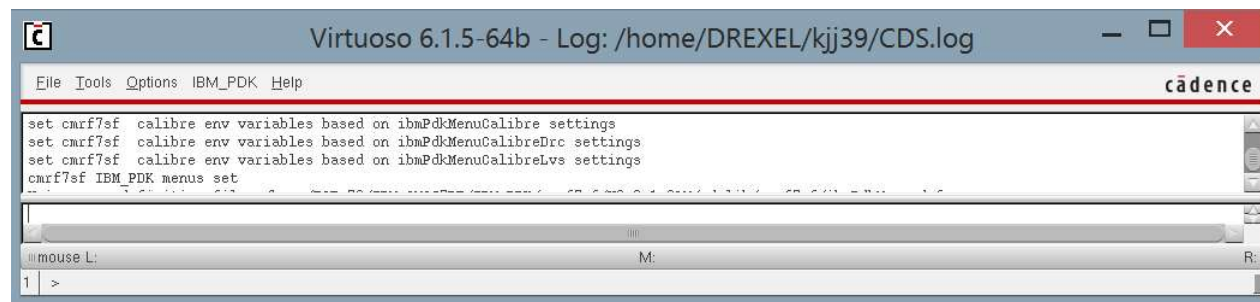 Virtuoso 6.1.5-64b - Log: /home/DREXEL/kjj39/CDS.log
File Tools Options IBM_PDK Help
cādence
set cmrf7sf calibre env variables based on ibmPdkMenuCalibre settings
set cmrf7sf calibre env variables based on ibmPdkMenuCalibreDrc settings
set cmrf7sf calibre env variables based on ibmPdkMenuCalibreLvs settings
cmrf7sf IBM_PDK menus set
mouse L: M: R:
1 >